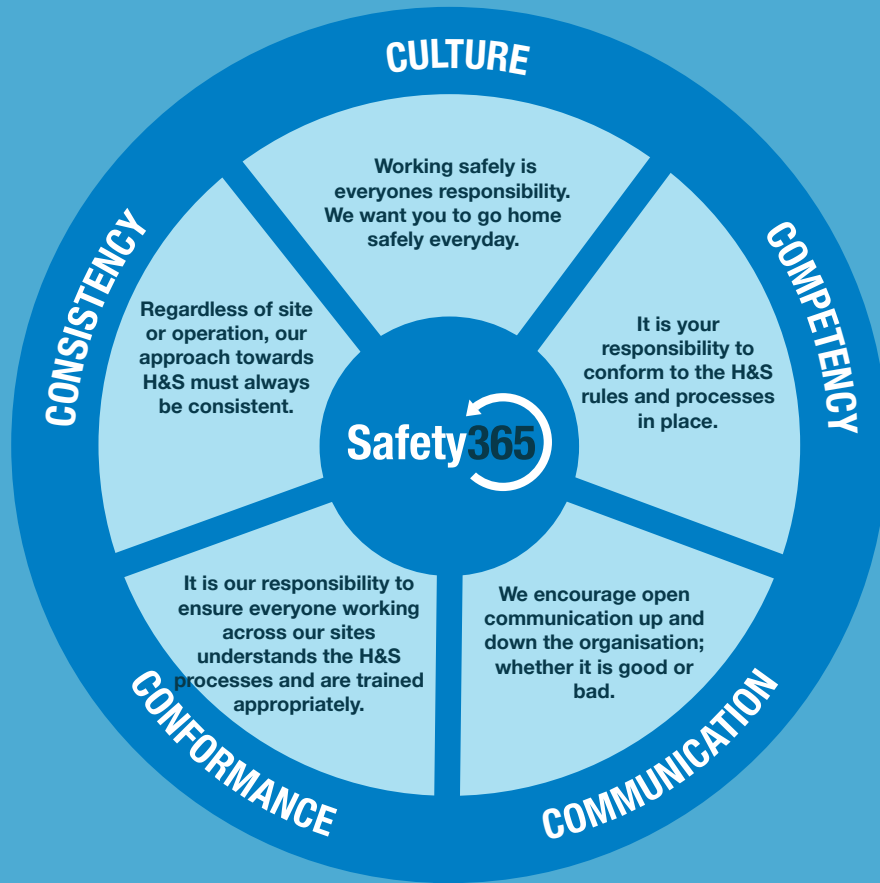 CULTURE
Working safely is
everyones responsibility.
We want you to go home
safely everyday.
COMPETENCY
It is your
responsibility to
conform to the H&S
rules and processes
in place.
COMMUNICATION
We encourage open
communication up and
down the organisation;
whether it is good or
bad.
CONFORMANCE
It is our responsibility to
ensure everyone working
across our sites
understands the H&S
processes and are trained
appropriately.
CONSISTENCY
Regardless of site
or operation, our
approach towards
H&S must always
be consistent.
Safety365